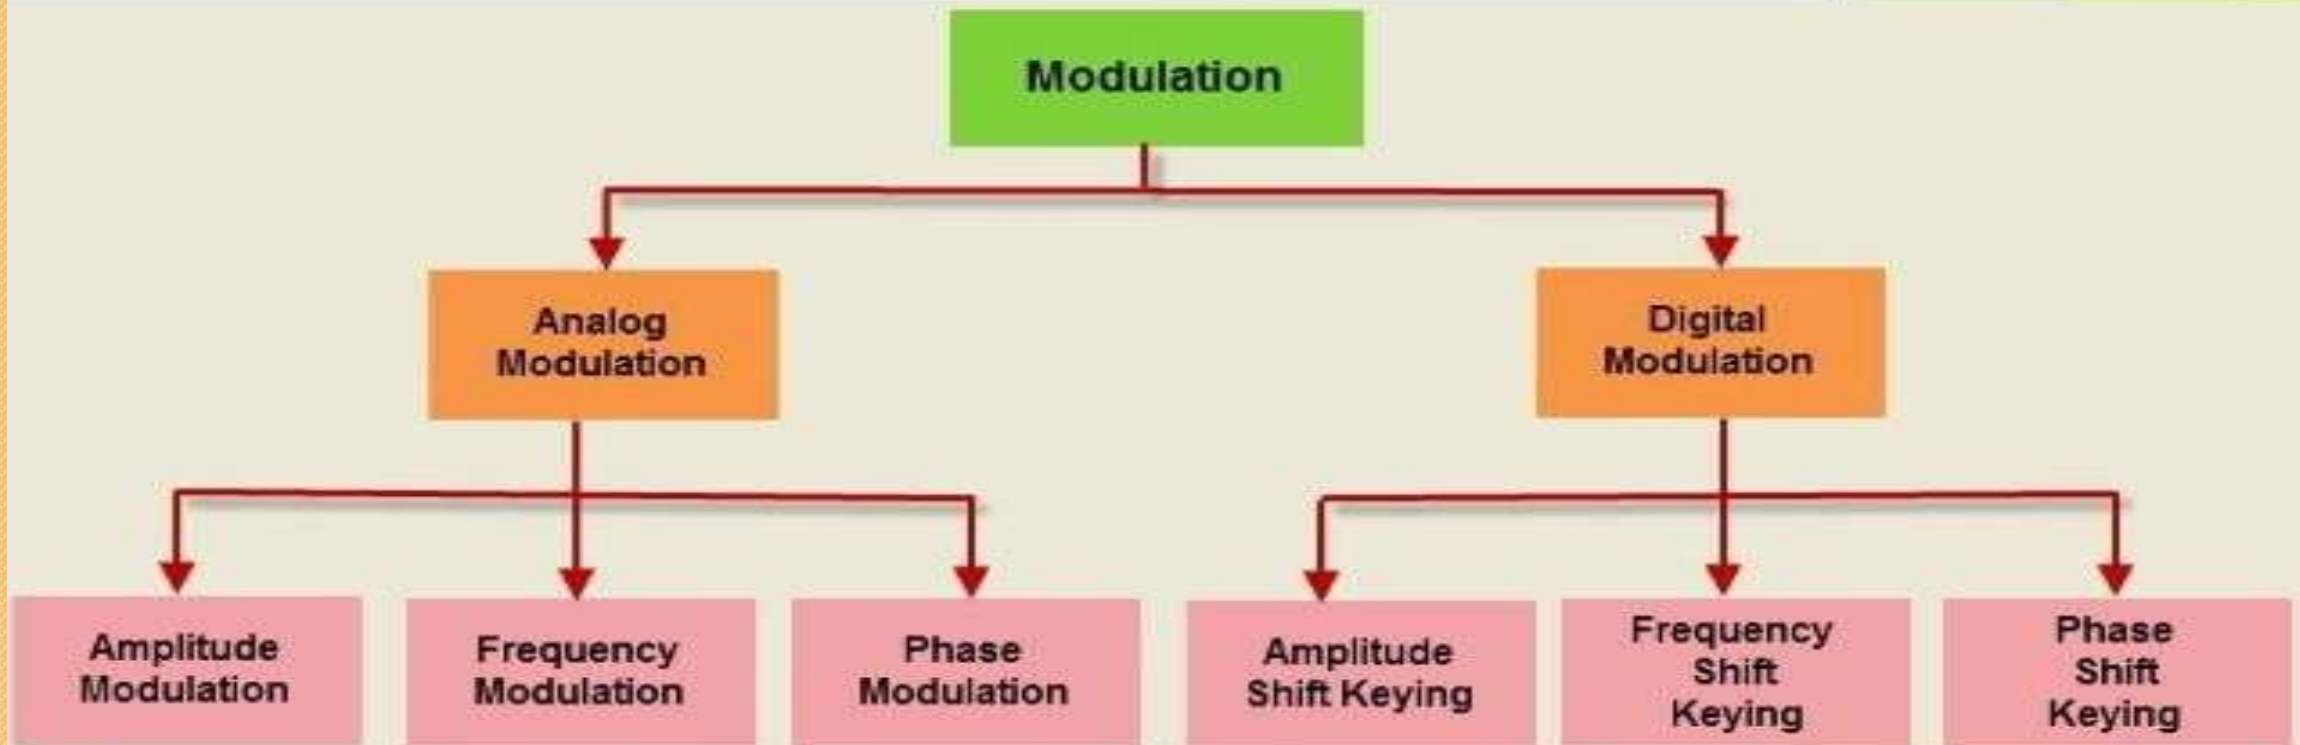 Modulation
Analog
Modulation
Digital
Modulation
Amplitude
Modulation
Frequency
Modulation
Phase
Modulation
Amplitude
Shift Keying
Frequency
Shift
Keying
Phase
Shift
Keying